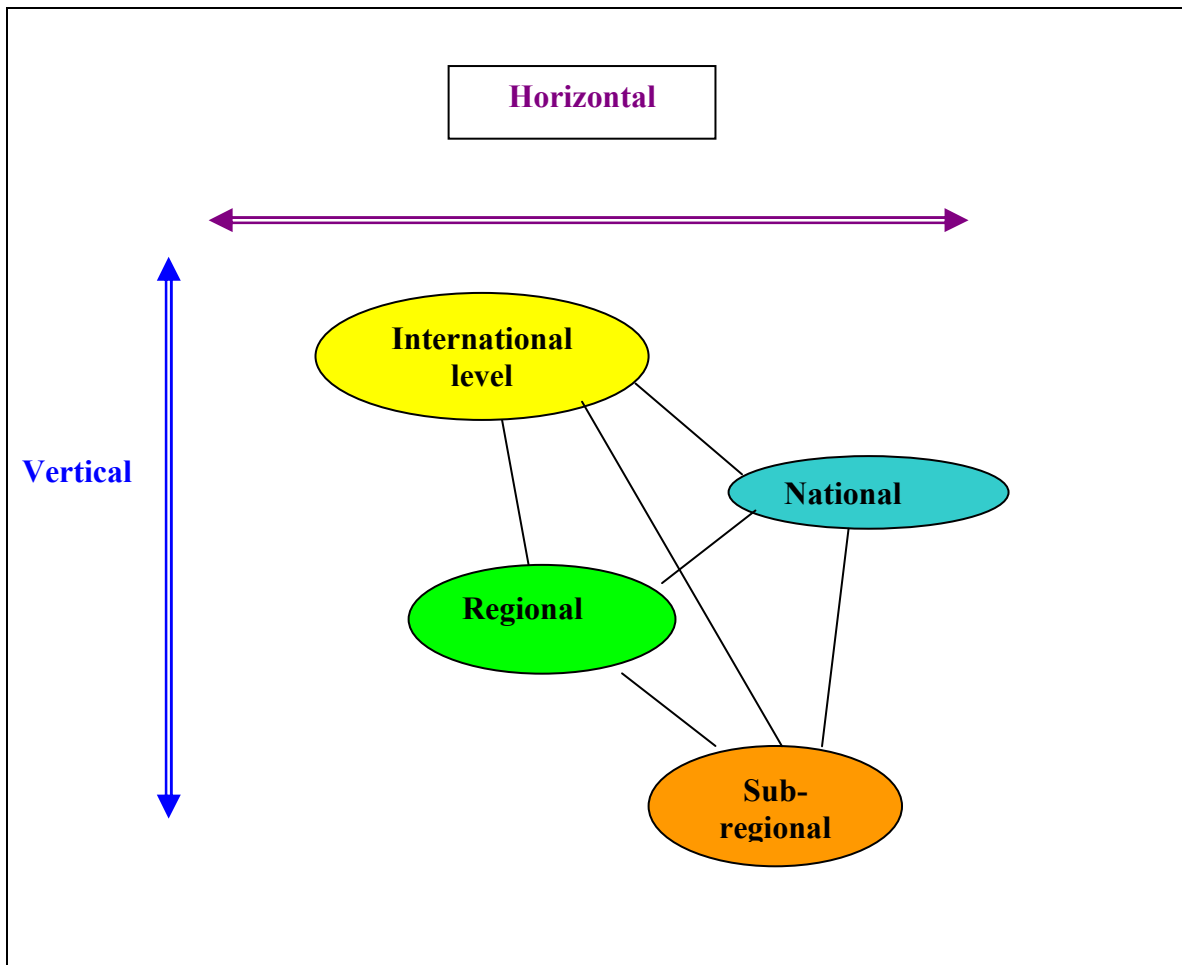 Horizontal
International
level
Vertical
National
Regional
Sub-
regional